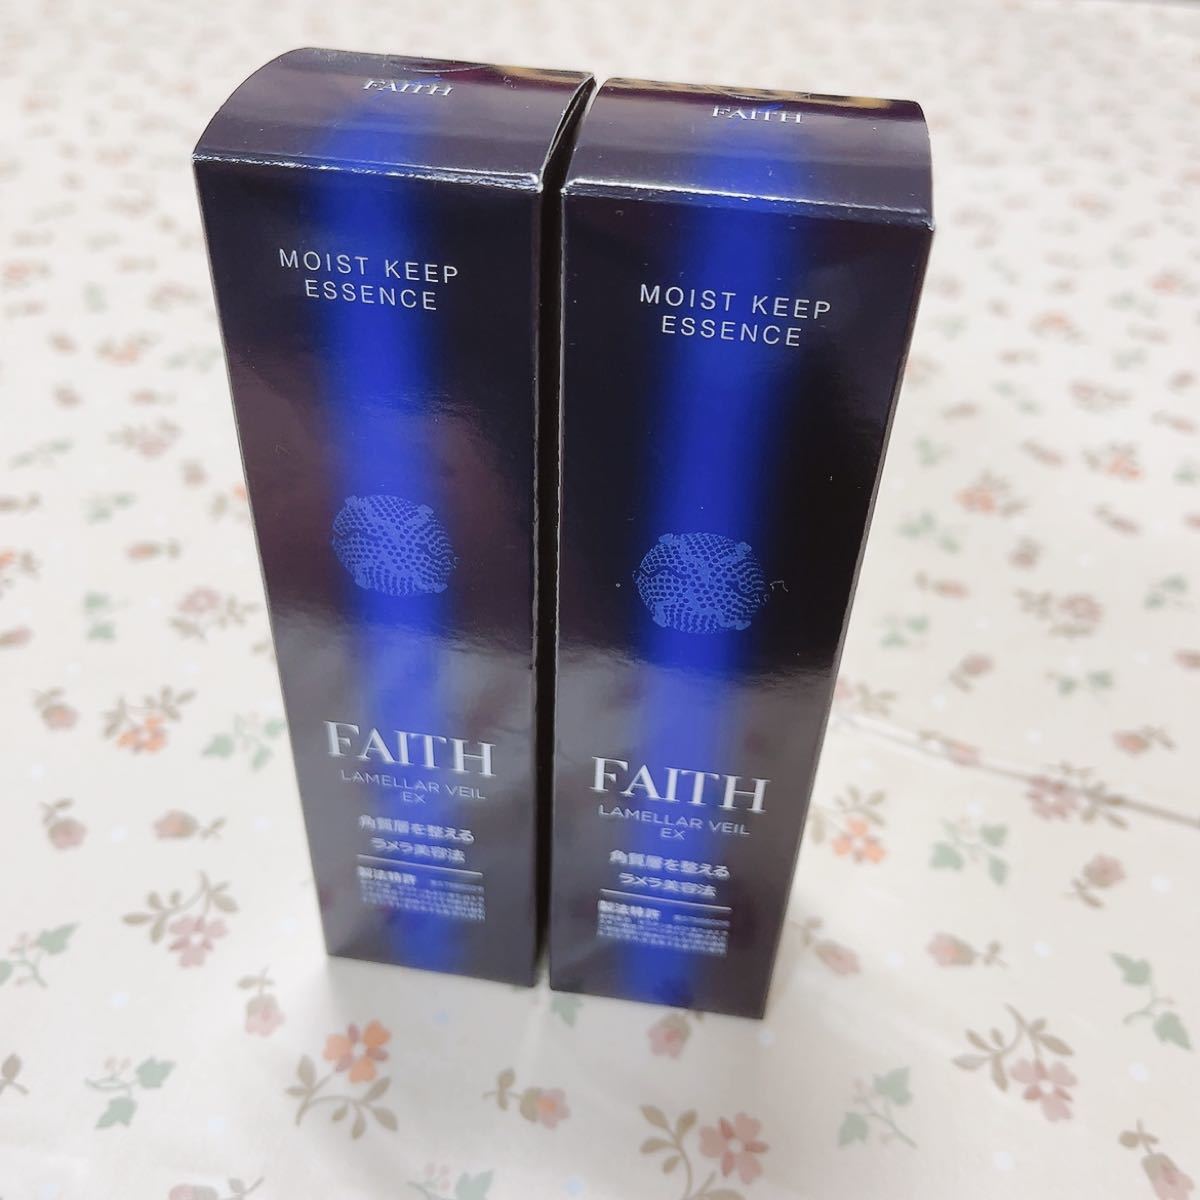 FAITH
MOIST KEEP
ESSENCE
FAITH
LAMELLAR VEIL
EX
角質層を整える
ラメラ美容法
製法特許
FAITH
MOIST KEEP
ESSENCE
FAITH
LAMELLAR VEIL
EX
角質層を整える
ラメラ美容法
製法特許